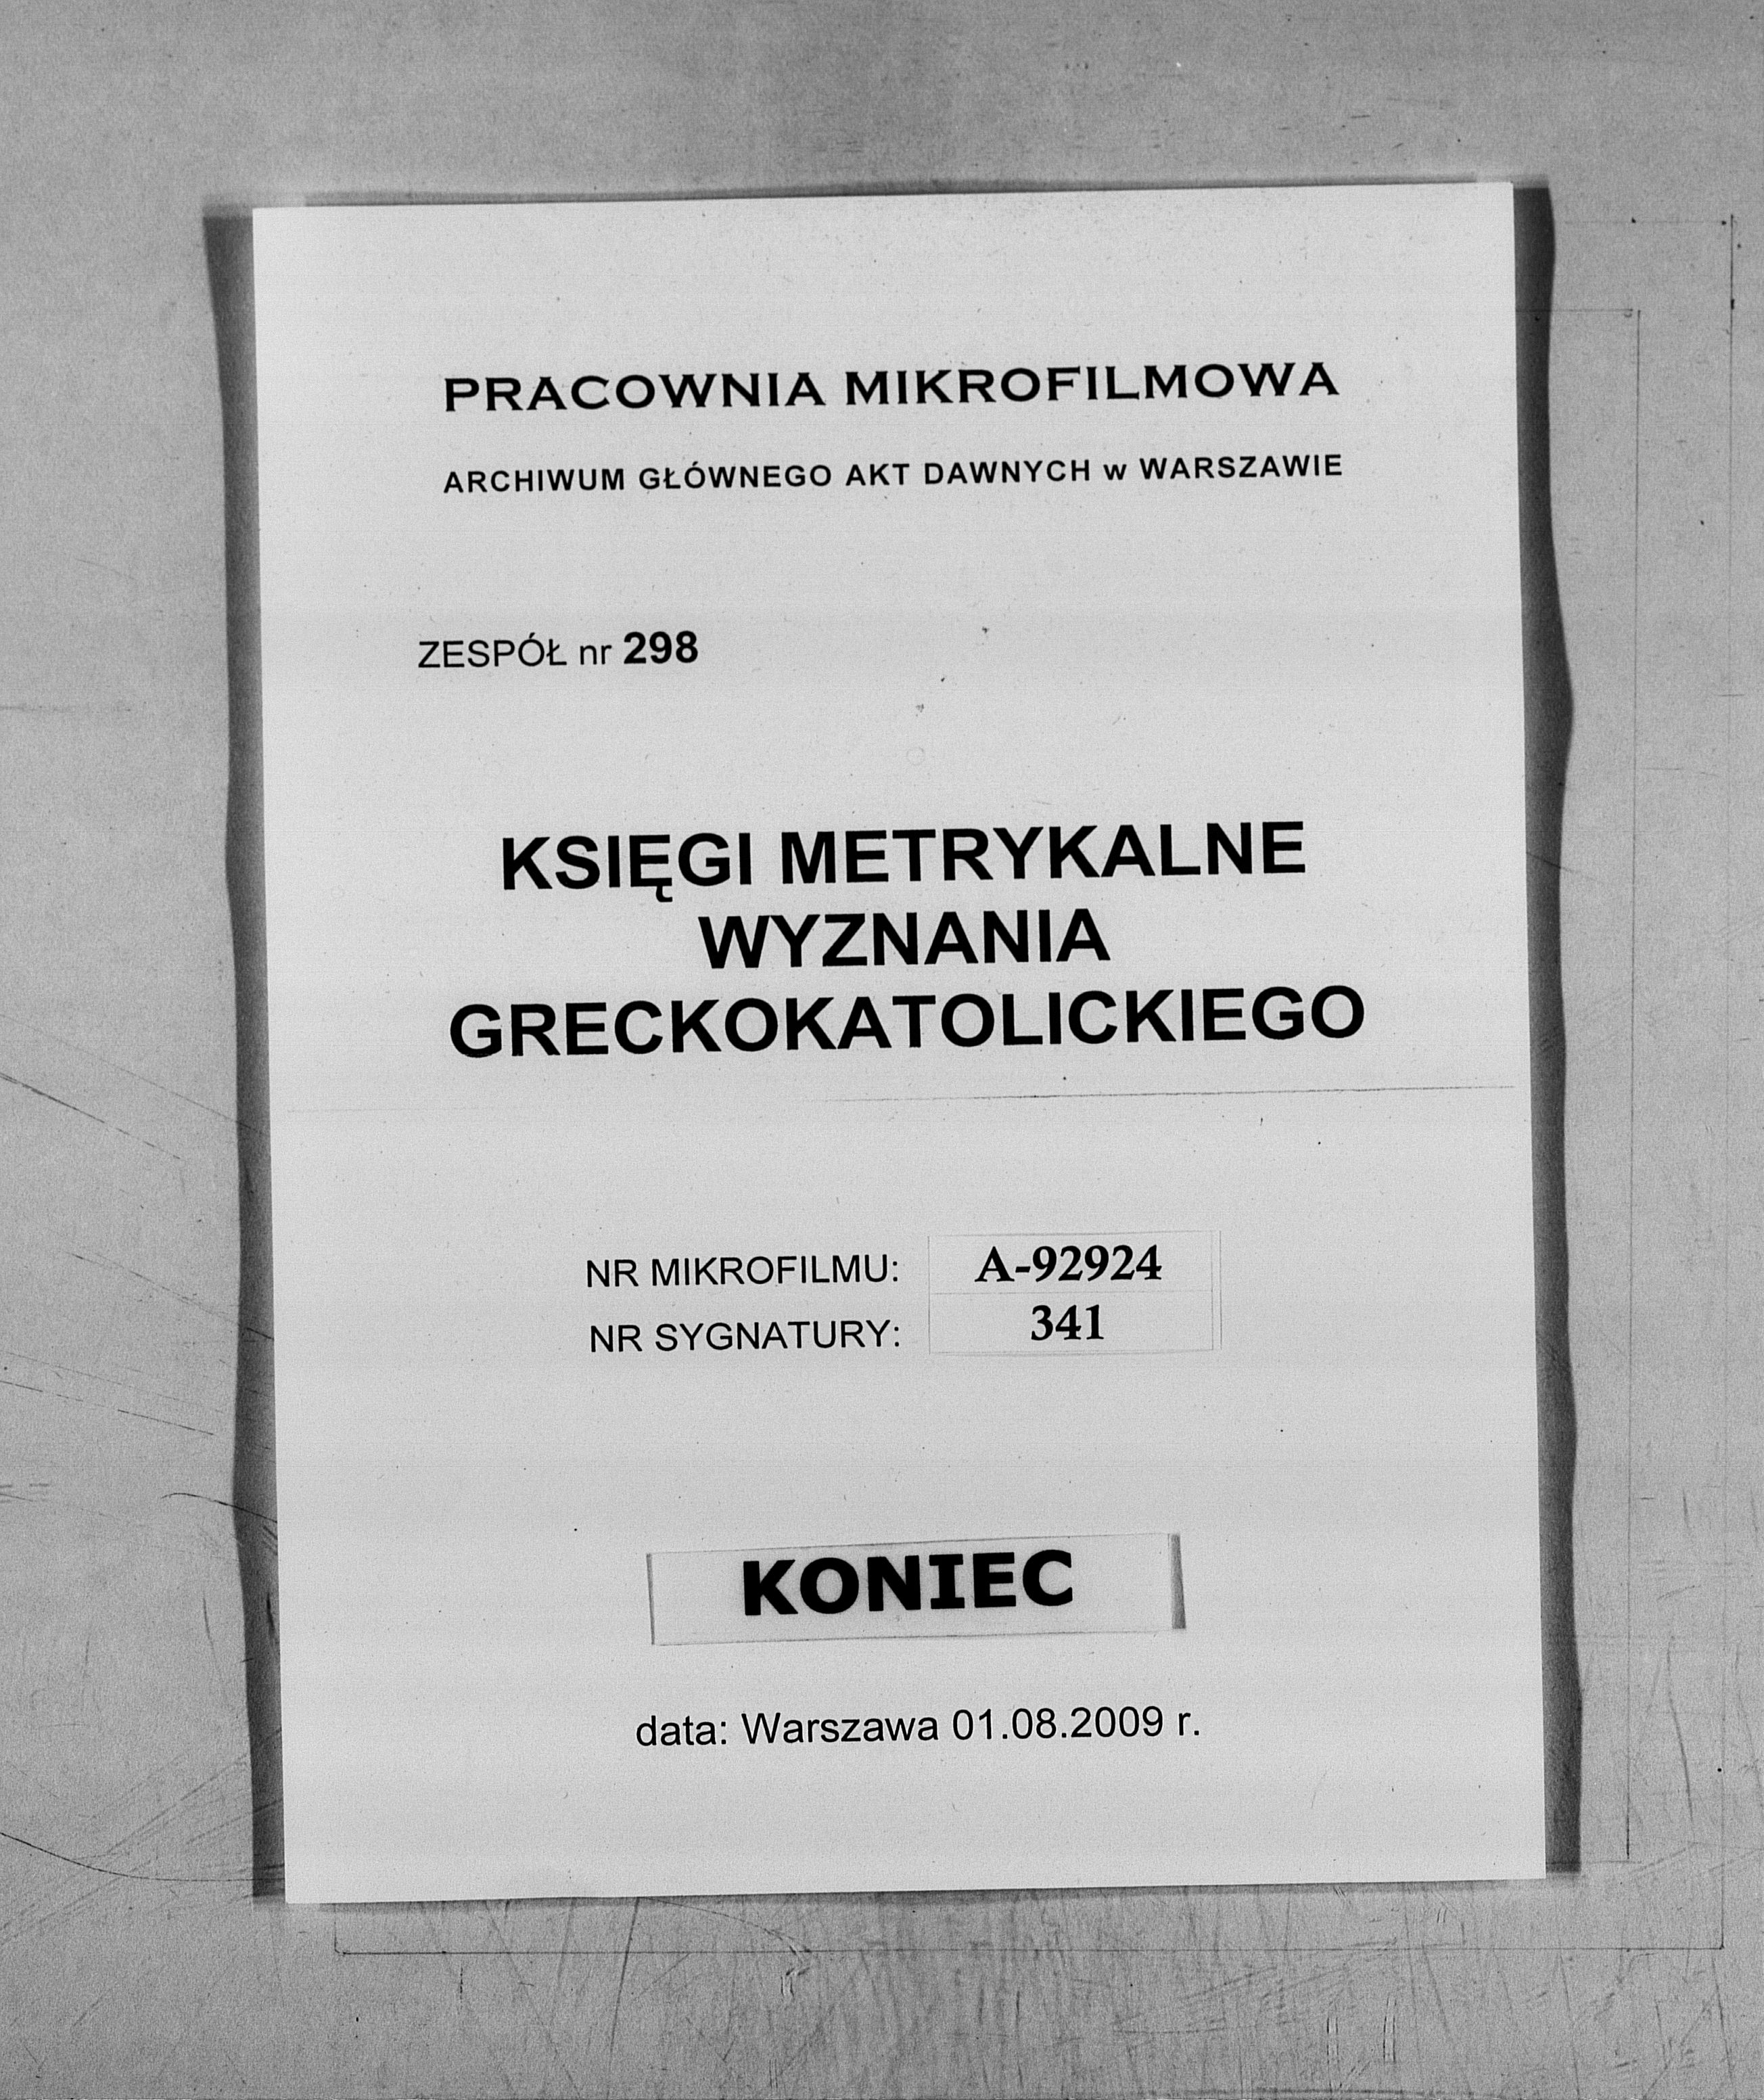 PRACOWNIA MIKROFILMOWA
ARCHIWUM GŁÓWNEGO AKT DAWNYCH w WARSZAWIE
ZESPÓŁ nr 298
KSIĘGI METRYKALNE
WYZNANIA
GRECKOKATOLICKIEGO
NR MIKROFILMU: A-92924
NR SYGNATURY: 341
KONIEC
data: Warszawa 01.08.2009 r.